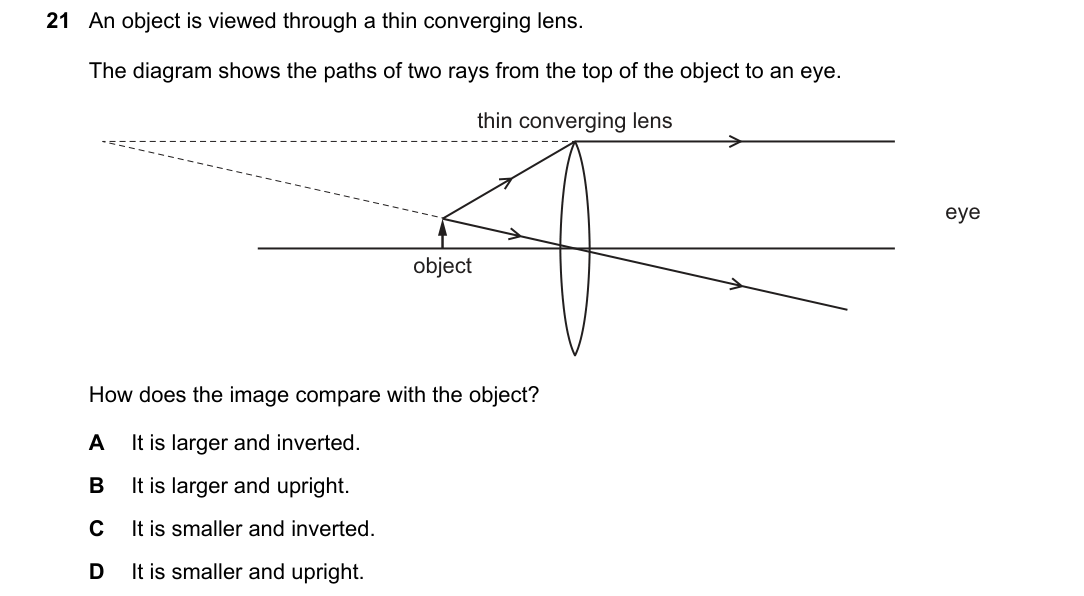 21 An object is viewed through a thin converging lens.
The diagram shows the paths of two rays from the top of the object to an eye.
thin converging lens
eye
object
How does the image compare with the object?
A It is larger and inverted.
B It is larger and upright.
C It is smaller and inverted.
D It is smaller and upright.